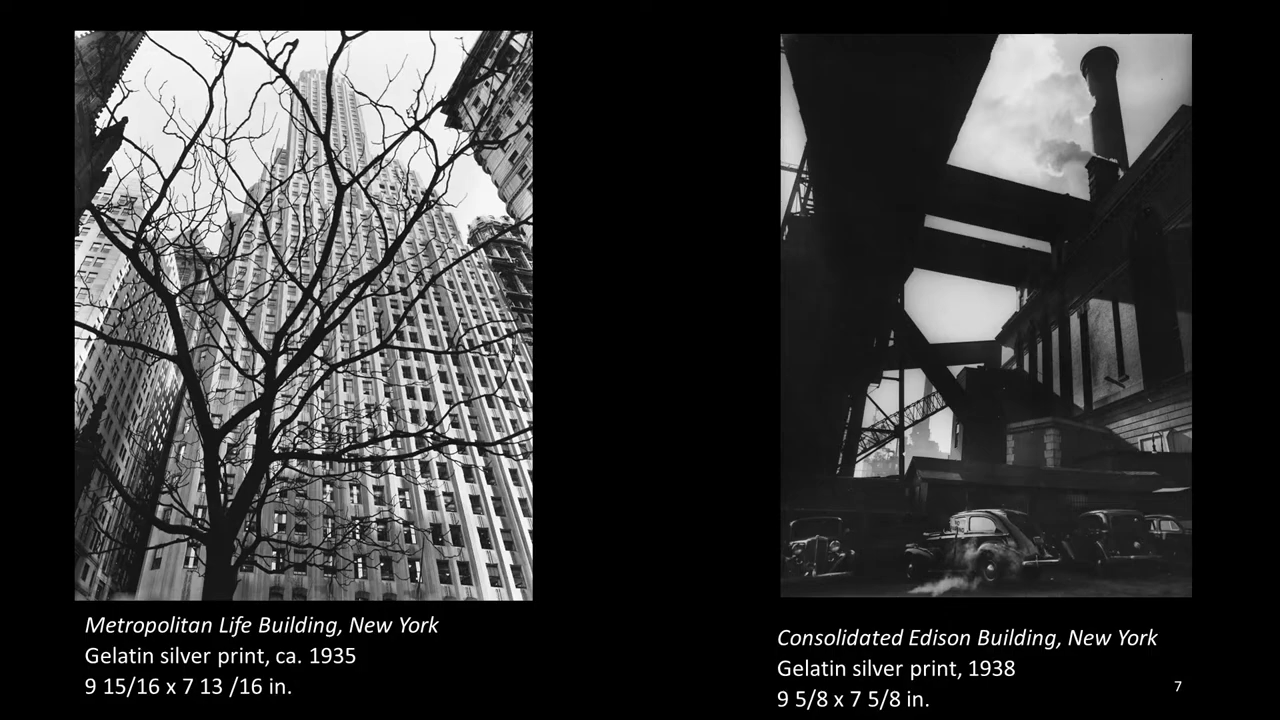 Metropolitan Life Building, New York
Gelatin silver print, ca. 1935
9 15/16 x 7 13 /16 in.
Consolidated Edison Building, New York
Gelatin silver print, 1938
9 5/8 x 7 5/8 in.
7